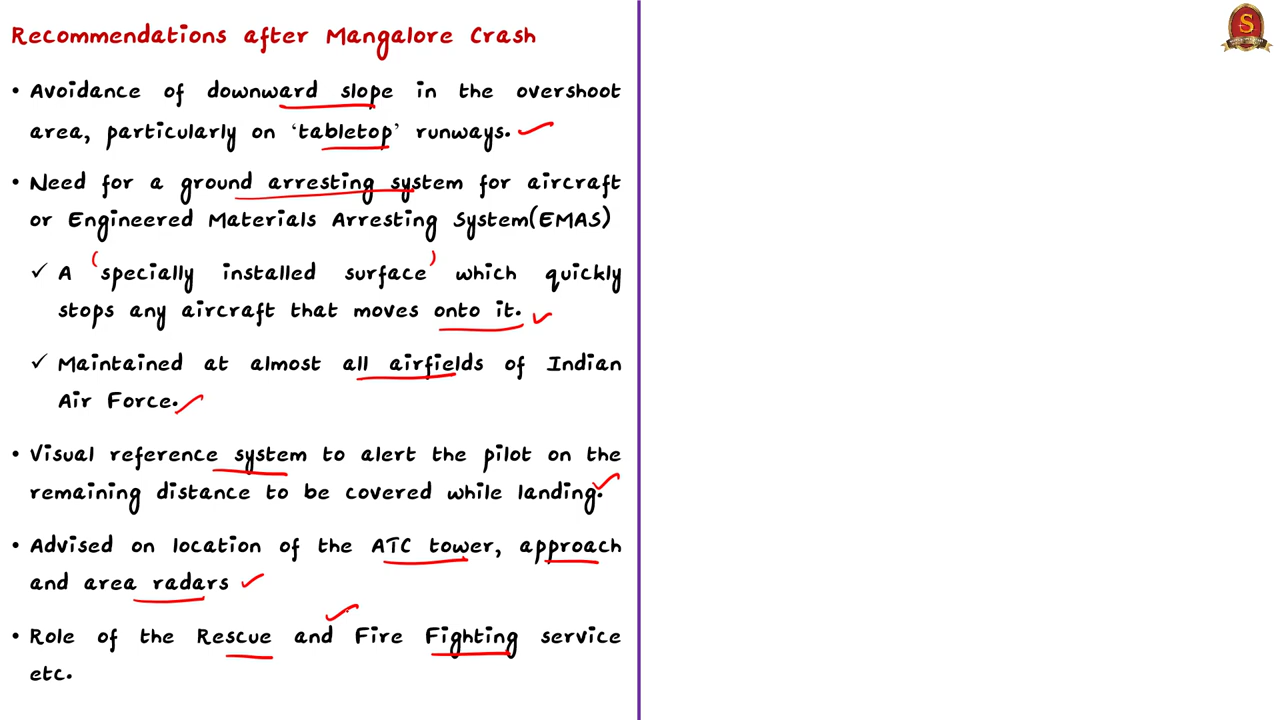 Recommendations after Mangalore Crash
• Avoidance of downward slope in the overshoot
area, particularly on ‘tabletop’ runways.
• Need for a ground arresting system for aircraft
or Engineered Materials Arresting System(EMAS)
✓ A (specially installed surface) which quickly
stops any aircraft that moves onto it.
✓ Maintained at almost all airfields of Indian
Air Force.
• Visual reference system to alert the pilot on the
remaining distance to be covered while landing.
• Advised on location of the ATC tower, approach
and area radars
• Role of the Rescue and Fire Fighting service
etc.
S